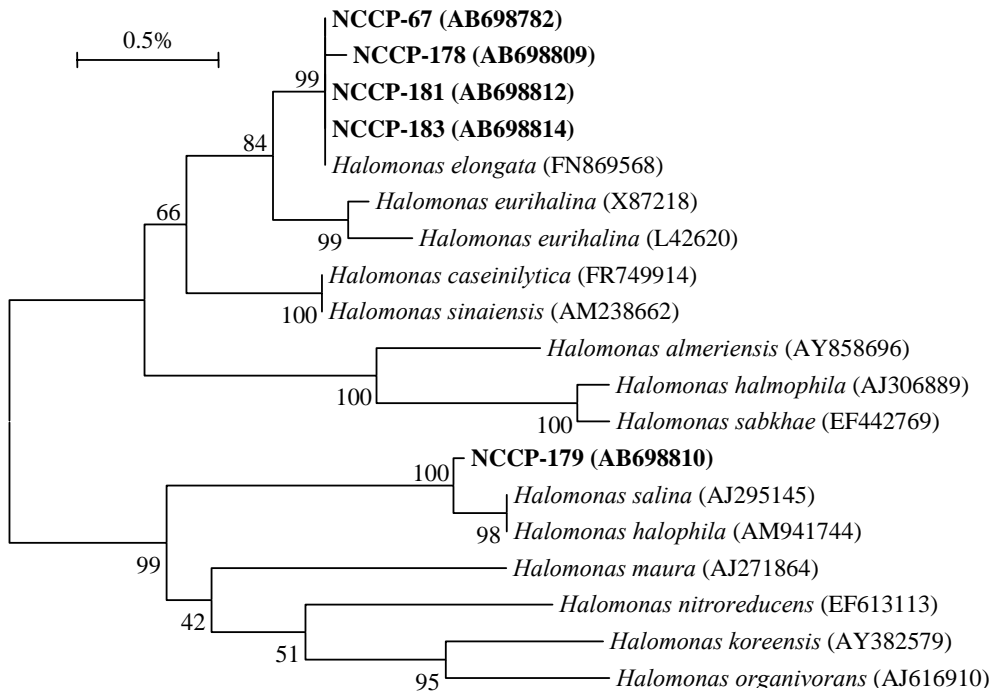 NCCP-67 (AB698782)
0.5%
NCCP-178 (AB698809)
99
NCCP-181 (AB698812)
NCCP-183 (AB698814)
84
Halomonas elongata (FN869568)
Halomonas eurihalina (X87218)
66
99
Halomonas eurihalina (L42620)
Halomonas caseinilytica (FR749914)
100
Halomonas sinaiensis (AM238662)
Halomonas almeriensis (AY858696)
100
Halomonas halmophila (AJ306889)
100
Halomonas sabkhae (EF442769)
NCCP-179 (AB698810)
100
Halomonas salina (AJ295145)
98
Halomonas halophila (AM941744)
99
Halomonas maura (AJ271864)
42
Halomonas nitroreducens (EF613113)
51
Halomonas koreensis (AY382579)
95
Halomonas organivorans (AJ616910)